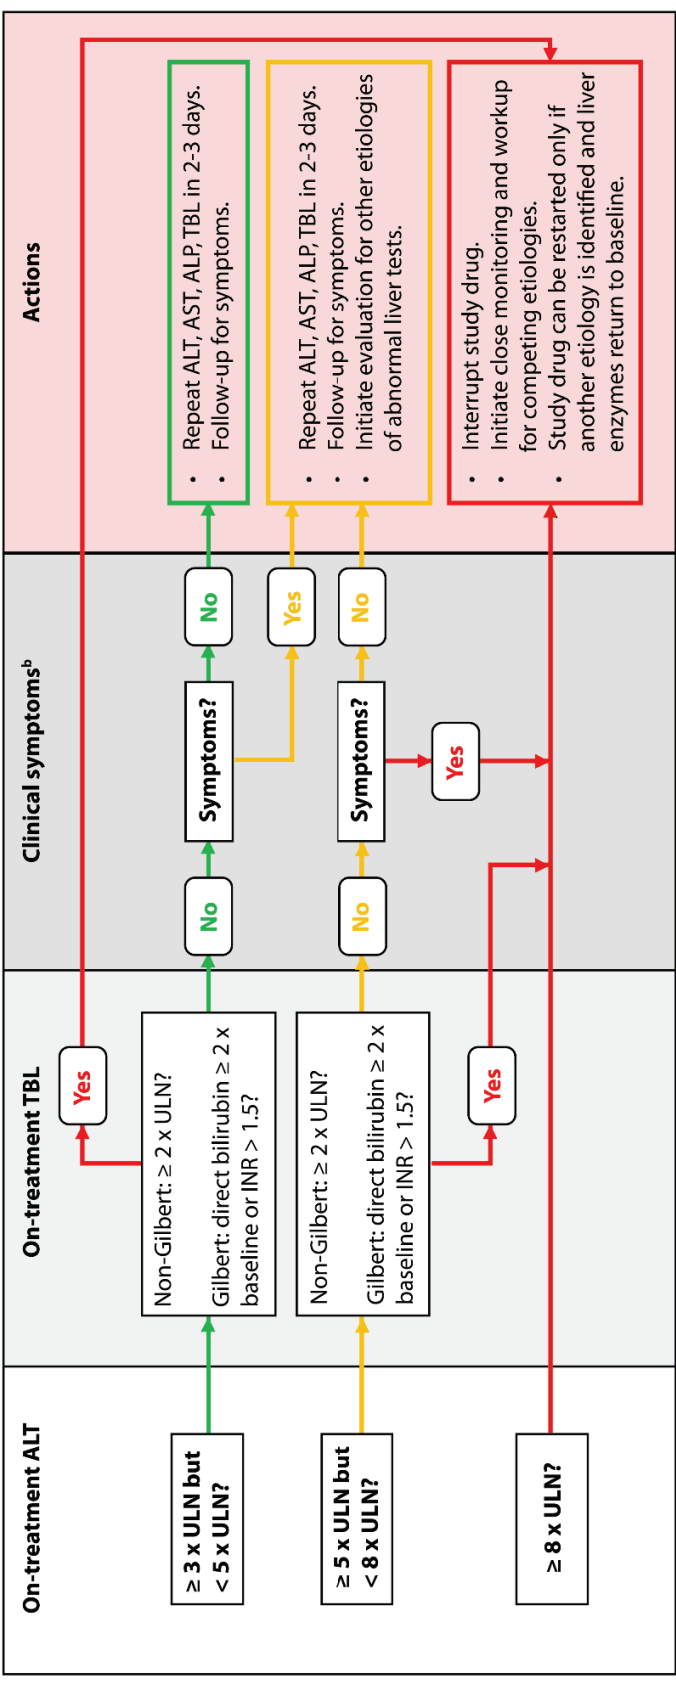 On-treatment ALT
On-treatment TBL
Clinical symptomsᵇ
Actions
Yes
≥ 3 x ULN but
< 5 x ULN?
Non-Gilbert: ≥ 2 x ULN?
Gilbert: direct bilirubin ≥ 2 x
baseline or INR > 1.5?
No
Symptoms?
No
• Repeat ALT, AST, ALP, TBL in 2-3 days.
• Follow-up for symptoms.
Yes
≥ 5 x ULN but
< 8 x ULN?
Non-Gilbert: ≥ 2 x ULN?
Gilbert: direct bilirubin ≥ 2 x
baseline or INR > 1.5?
No
Symptoms?
No
• Repeat ALT, AST, ALP, TBL in 2-3 days.
• Follow-up for symptoms.
• Initiate evaluation for other etiologies
of abnormal liver tests.
Yes
Yes
≥ 8 x ULN?
• Interrupt study drug.
• Initiate close monitoring and workup
for competing etiologies.
• Study drug can be restarted only if
another etiology is identified and liver
enzymes return to baseline.